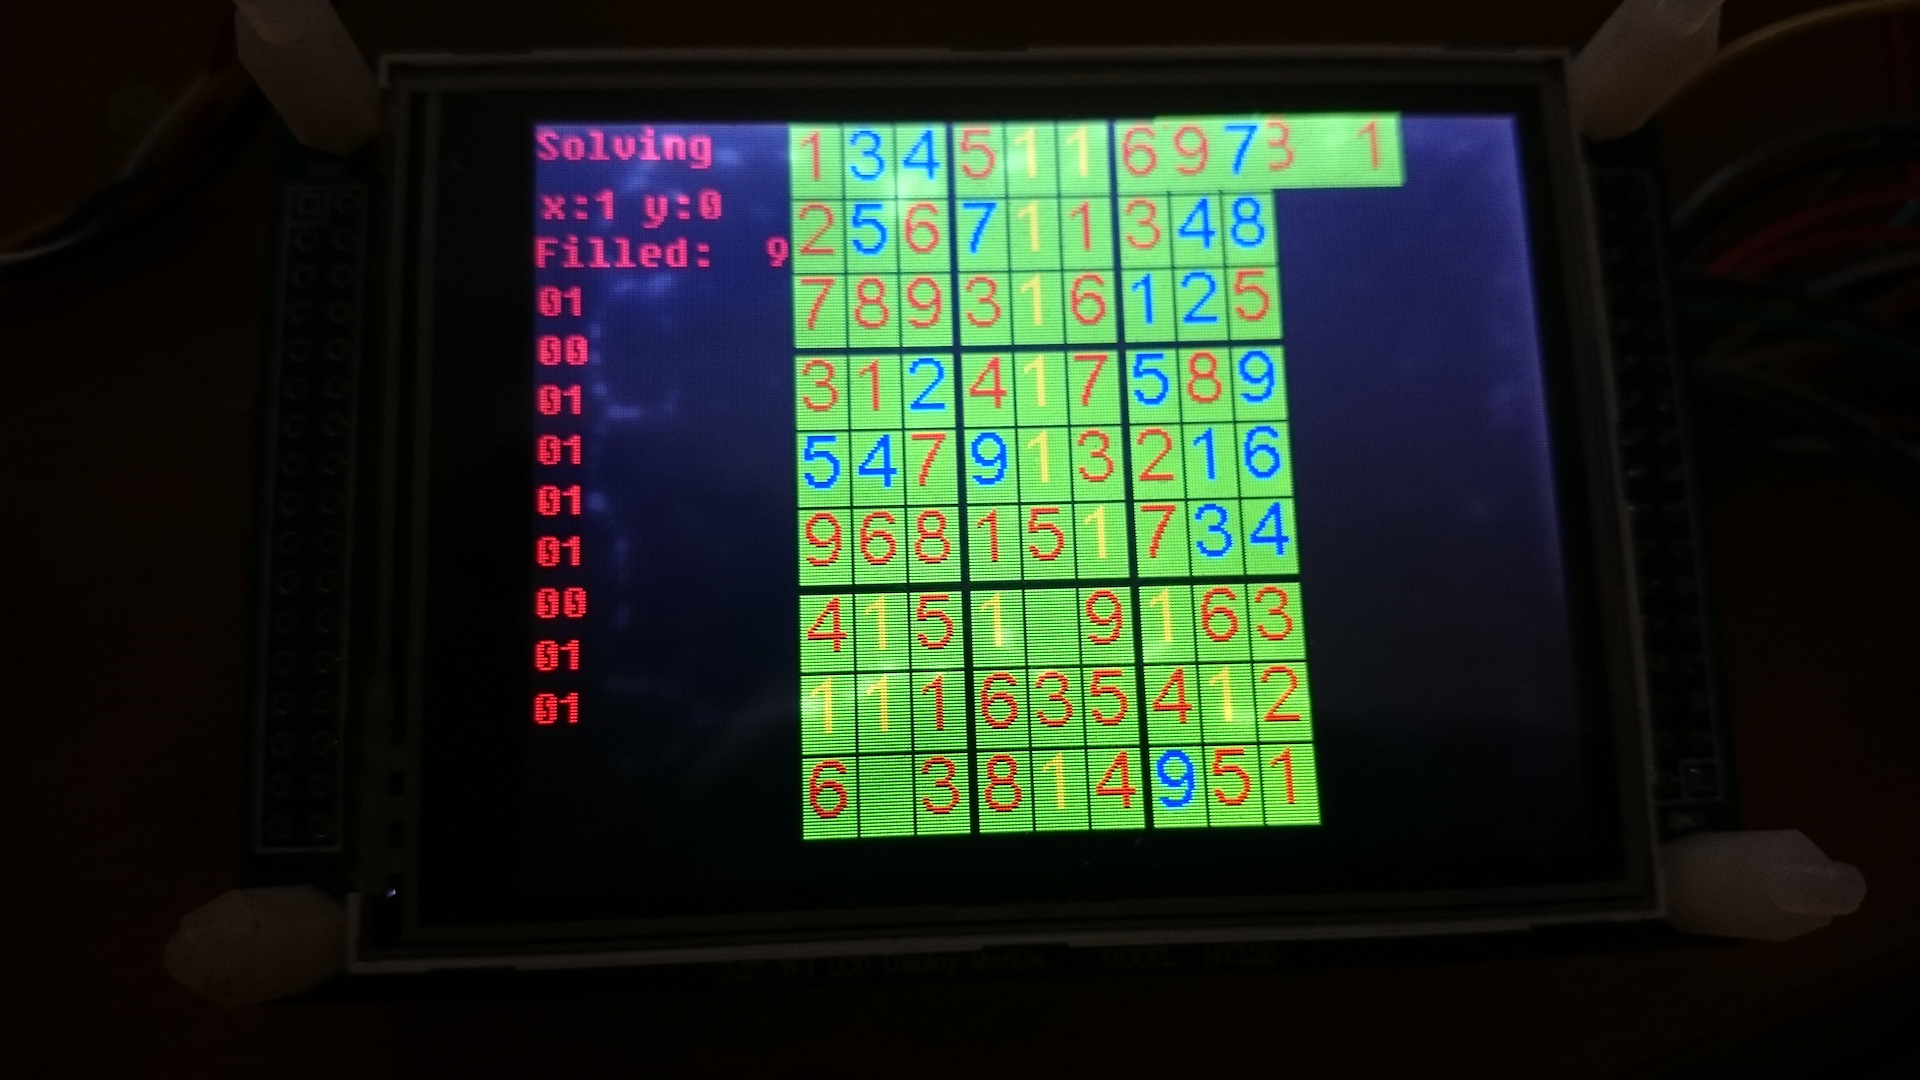 Solving
x:1 y:0
Filled: 9
01
00
01
01
01
01
00
01
01
1 3 4 5 1 1 6 9 7 3 1
2 5 6 7 1 1 3 4 8
7 8 9 3 1 6 1 2 5
3 1 2 4 1 7 5 8 9
5 4 7 9 1 3 2 1 6
9 6 8 1 5 1 7 3 4
4 1 5 1 9 1 6 3
1 1 1 6 3 5 4 1 2
6 3 8 1 4 9 5 1